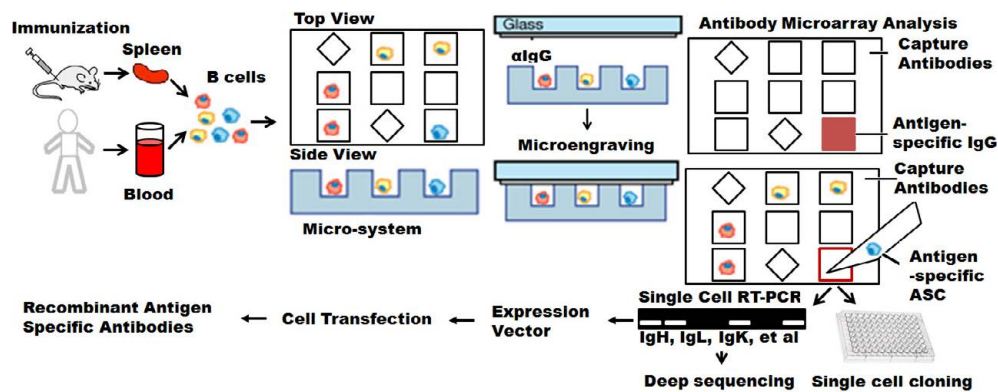 Immunization
Spleen
B cells
Blood
Top View
Side View
Micro-system
Glass
αIgG
Microengraving
Antibody Microarray Analysis
Capture
Antibodies
Antigen-
specific IgG
Capture
Antibodies
Antigen
-specific
ASC
Single Cell RT-PCR
IgH, IgL, IgK, et al
Deep sequencing
Single cell cloning
Expression
Vector
Cell Transfection
Recombinant Antigen
Specific Antibodies